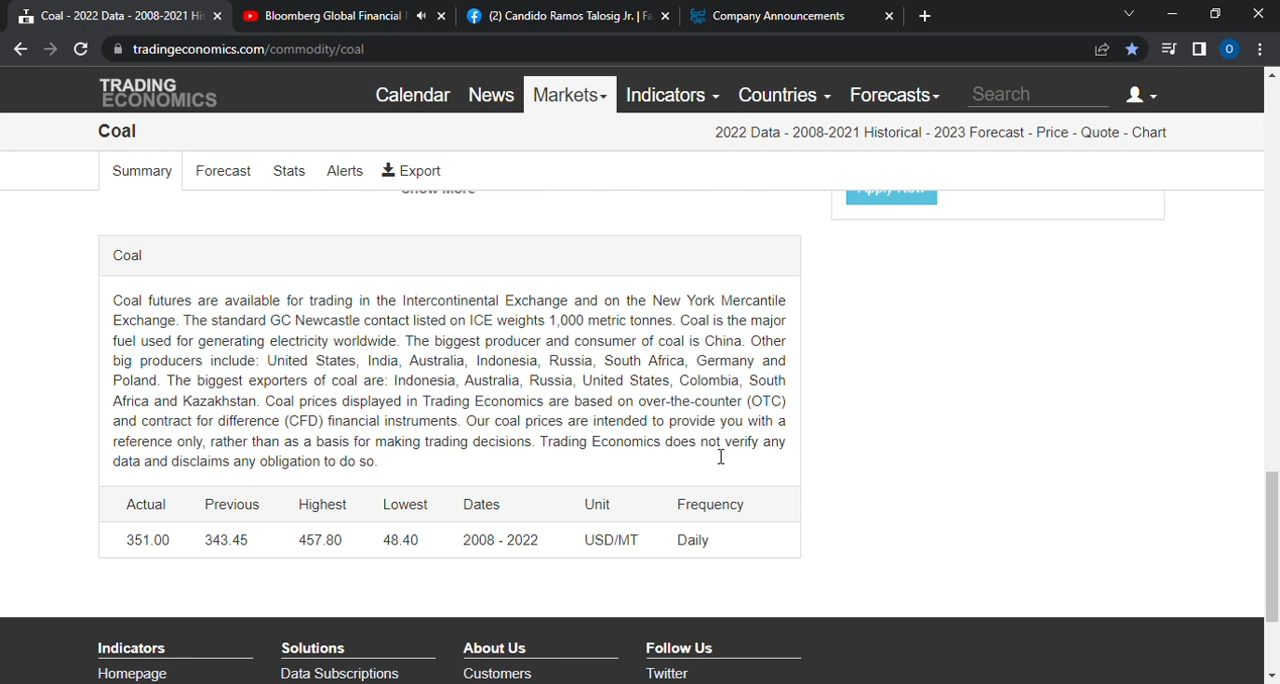 Coal - 2022 Data - 2008-2021 His
Bloomberg Global Financial
(2) Candido Ramos Talosig Jr. | Fa
Company Announcements
tradingeconomics.com/commodity/coal
O
TRADING
ECONOMICS
Calendar News Markets Indicators Countries Forecasts Search
Coal
2022 Data - 2008-2021 Historical - 2023 Forecast - Price - Quote - Chart
Summary Forecast Stats Alerts Export
Show More
Apply Now
Coal
Coal futures are available for trading in the Intercontinental Exchange and on the New York Mercantile
Exchange. The standard GC Newcastle contact listed on ICE weights 1,000 metric tonnes. Coal is the major
fuel used for generating electricity worldwide. The biggest producer and consumer of coal is China. Other
big producers include: United States, India, Australia, Indonesia, Russia, South Africa, Germany and
Poland. The biggest exporters of coal are: Indonesia, Australia, Russia, United States, Colombia, South
Africa and Kazakhstan. Coal prices displayed in Trading Economics are based on over-the-counter (OTC)
and contract for difference (CFD) financial instruments. Our coal prices are intended to provide you with a
reference only, rather than as a basis for making trading decisions. Trading Economics does not verify any
data and disclaims any obligation to do so.
Actual Previous Highest Lowest Dates Unit Frequency
351.00 343.45 457.80 48.40 2008 - 2022 USD/MT Daily
Indicators Solutions About Us Follow Us
Homepage Data Subscriptions Customers Twitter